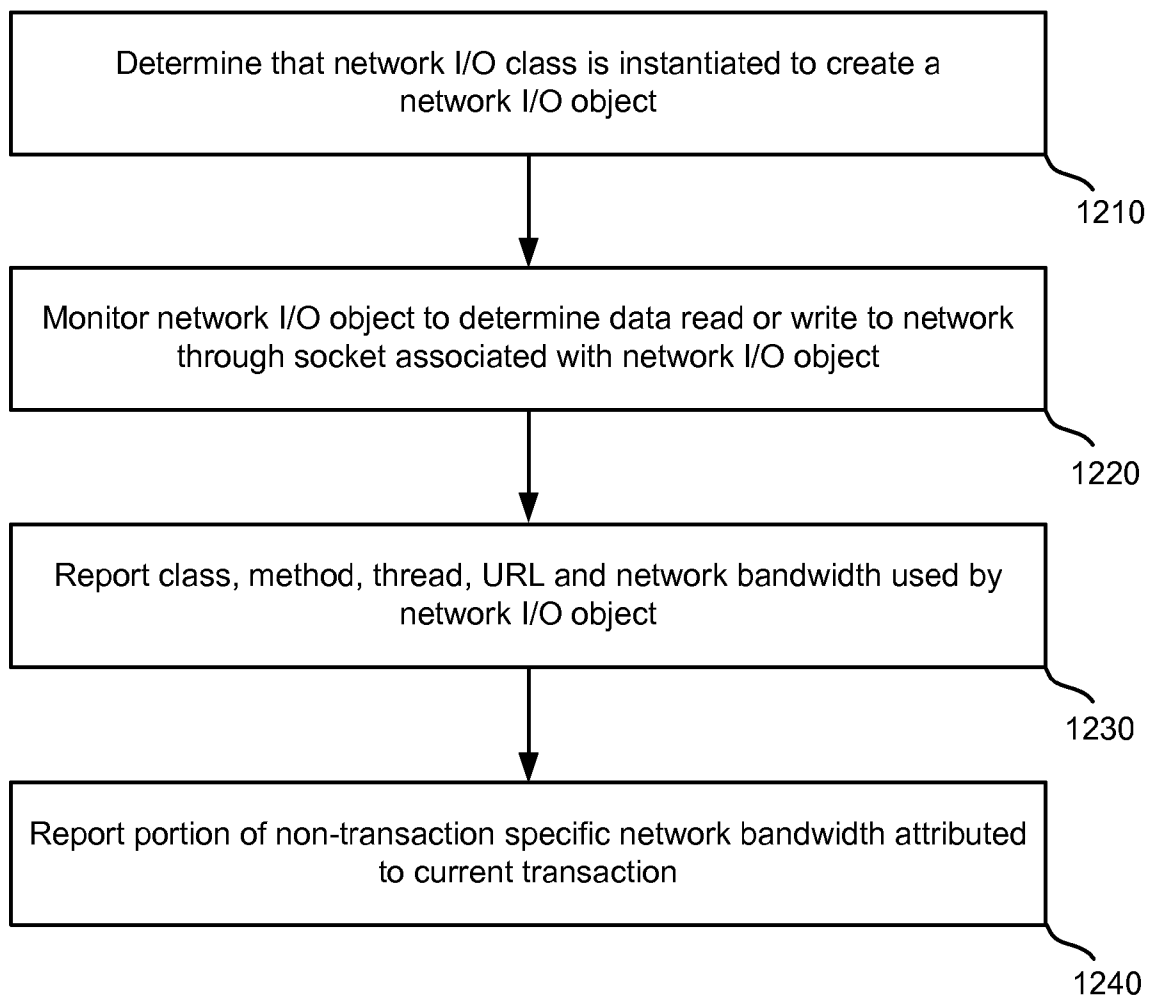 Determine that network I/O class is instantiated to create a
network I/O object
1210
Monitor network I/O object to determine data read or write to network
through socket associated with network I/O object
1220
Report class, method, thread, URL and network bandwidth used by
network I/O object
1230
Report portion of non-transaction specific network bandwidth attributed
to current transaction
1240